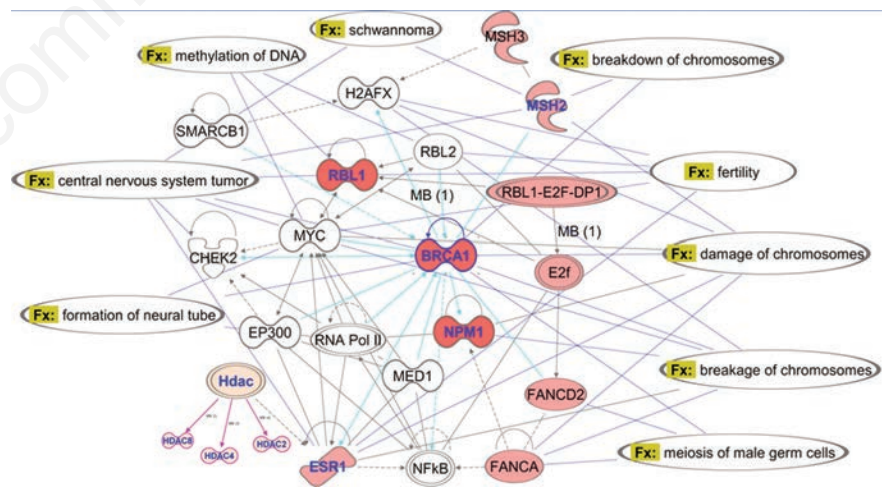 Fx: schwannoma
MSH3
Fx: methylation of DNA
Fx: breakdown of chromosomes
H2AFX
MSH2
SMARCB1
RBL2
Fx: central nervous system tumor
RBL1
Fx: fertility
MB (1)
RBL1-E2F-DP1
MYC
MB (1)
CHEK2
BRCA1
Fx: damage of chromosomes
E2f
Fx: formation of neural tube
EP300
RNA Pol II
NPM1
Fx: breakage of chromosomes
Hdac
MED1
FANCD2
HDAC8
HDAC4
HDAC2
Fx: meiosis of male germ cells
ESR1
NFkB
FANCA